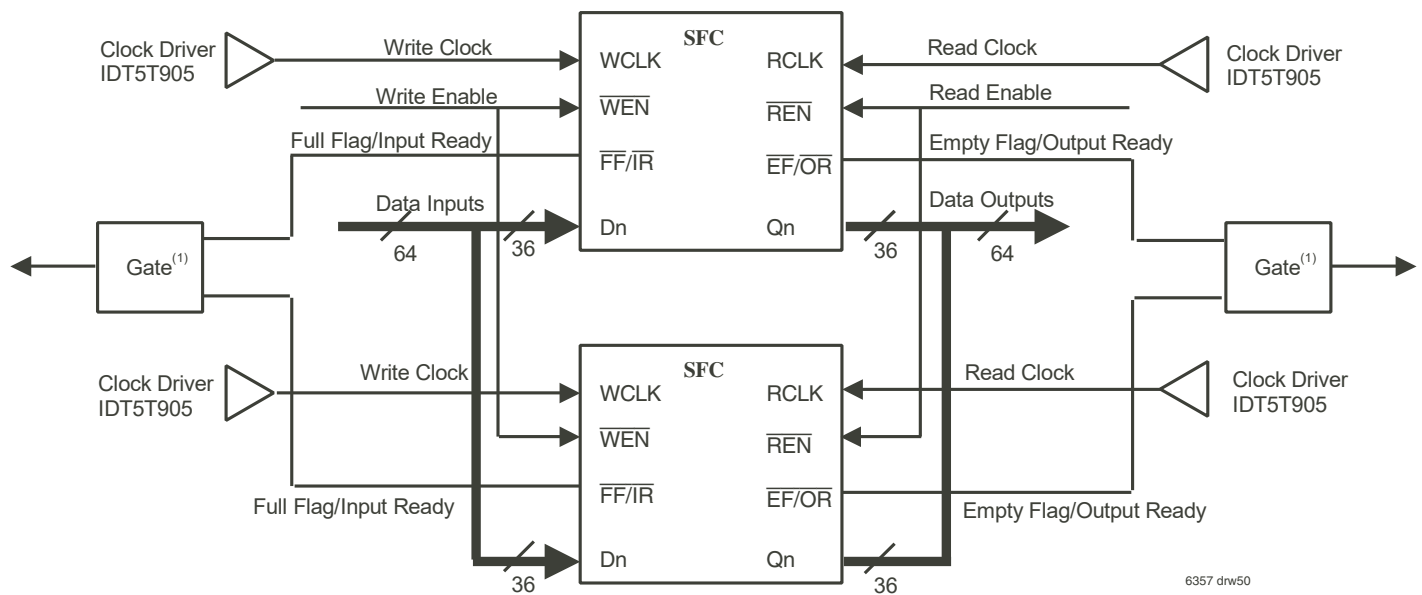 SFC
Clock Driver
IDT5T905
Write Clock
WCLK
RCLK
Read Clock
Clock Driver
IDT5T905
Write Enable
WEN
REN
Read Enable
Full Flag/Input Ready
FF/IR
EF/OR
Empty Flag/Output Ready
Data Inputs
64
36
Dn
Qn
36
Data Outputs
64
Gate(1)
Gate(1)
SFC
Clock Driver
IDT5T905
Write Clock
WCLK
RCLK
Read Clock
Clock Driver
IDT5T905
WEN
REN
FF/IR
EF/OR
Full Flag/Input Ready
Empty Flag/Output Ready
36
Dn
Qn
36
6357 drw50